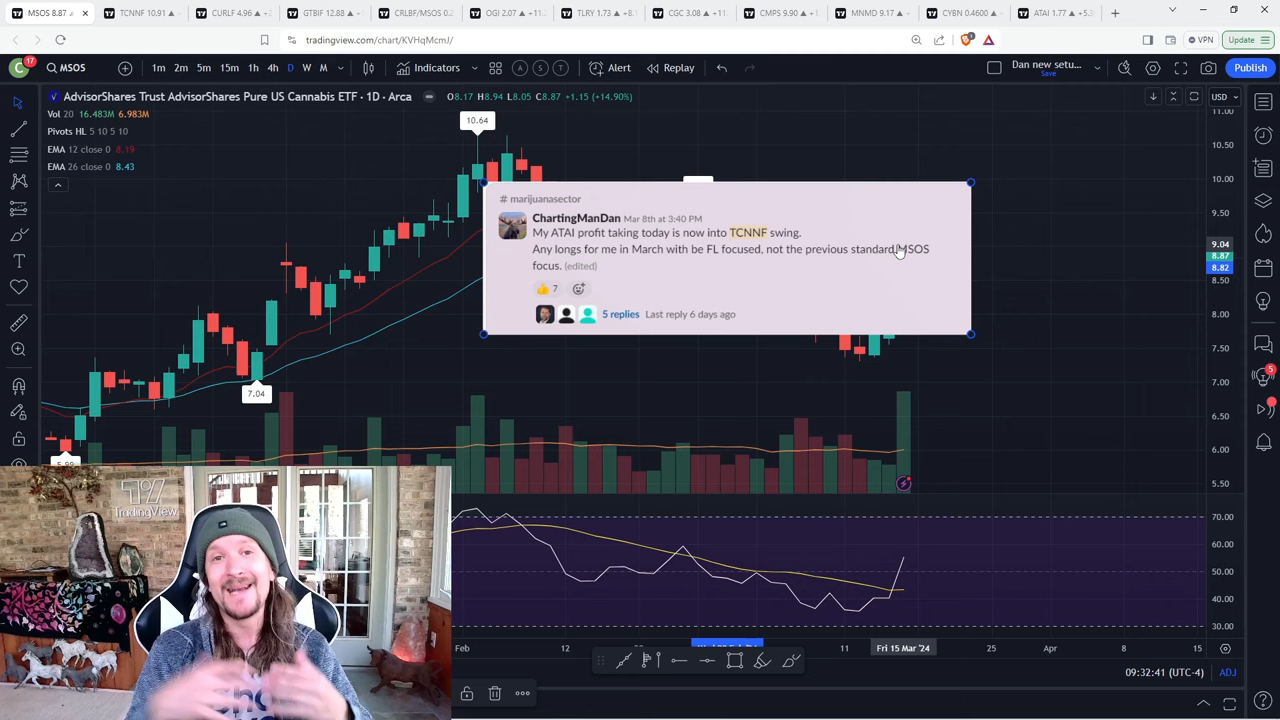 MSOS 8.87
TCNNF 10.91
CURLF 4.96
GTBIF 12.88
CRLBF/MSOS 0.2
OGI 2.07
TLRY 1.73
CGC 3.08
CMPS 9.90
MNMD 9.17
CYBN 0.4600
ATAI 1.77 +5.3
tradingview.com/chart/KVHqMcmJ/
VPN
Update
C
17
MSOS
1m 2m 5m 15m 1h 4h D W M
Indicators
A S T
Alert
Replay
Dan new setu...
Save
Publish
AdvisorShares Trust AdvisorShares Pure US Cannabis ETF · 1D · Arca
O8.17 H8.94 L8.05 C8.87 +1.15 (+14.90%)
USD
Vol 20 16.483M 6.983M
Pivots HL 5 10 5 10
EMA 12 close 0 8.19
EMA 26 close 0 8.43
10.64
7.04
# marijuanasector
ChartingManDan Mar 8th at 3:40 PM
My ATAI profit taking today is now into TCNNF swing.
Any longs for me in March with be FL focused, not the previous standard MSOS
focus. (edited)
7
5 replies Last reply 6 days ago
11.00
10.50
10.00
9.50
9.04
8.87
8.82
8.00
7.50
7.00
6.50
6.00
5.50
70.00
60.00
50.00
40.00
30.00
TradingView
Feb
12
11
Fri 15 Mar '24
25
Apr
8
15
09:32:41 (UTC-4)
ADJ
5